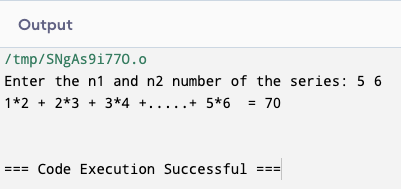 Output
/tmp/SNgAs9i77O.o
Enter the n1 and n2 number of the series: 5 6
1*2 + 2*3 + 3*4 +.....+ 5*6  = 70
=== Code Execution Successful ===